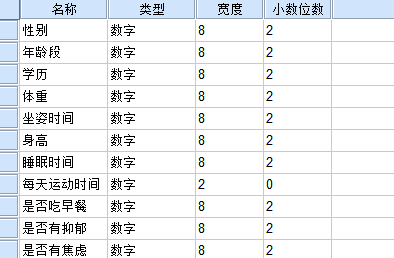 名称 类型 宽度 小数位数
性别 数字 8 2
年龄段 数字 8 2
学历 数字 8 2
体重 数字 8 2
坐姿时间 数字 8 2
身高 数字 8 2
睡眠时间 数字 8 2
每天运动时间 数字 2 0
是否吃早餐 数字 8 2
是否有抑郁 数字 8 2
是否有焦虑 数字 8 2